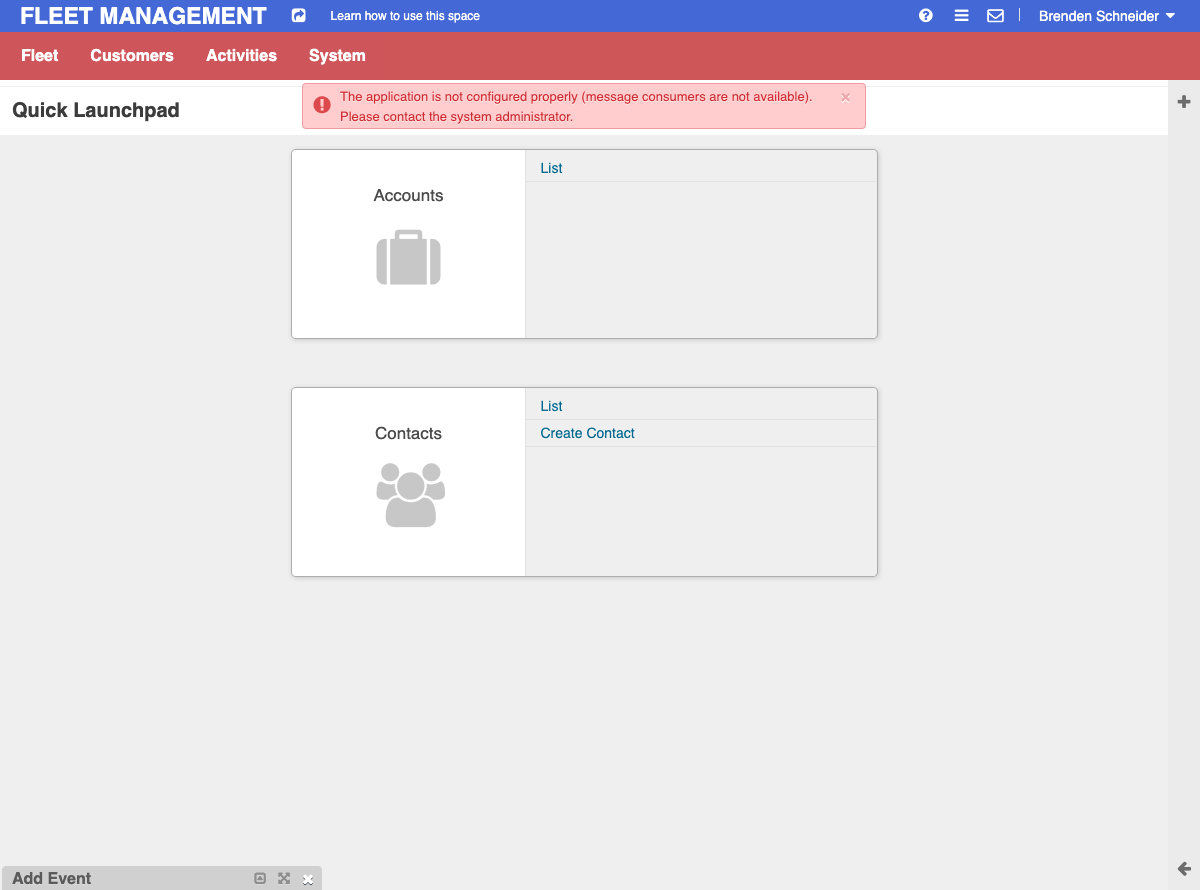 FLEET MANAGEMENT
Learn how to use this space
Brenden Schneider
Fleet
Customers
Activities
System
Quick Launchpad
The application is not configured properly (message consumers are not available).
Please contact the system administrator.
Accounts
List
Contacts
List
Create Contact
Add Event